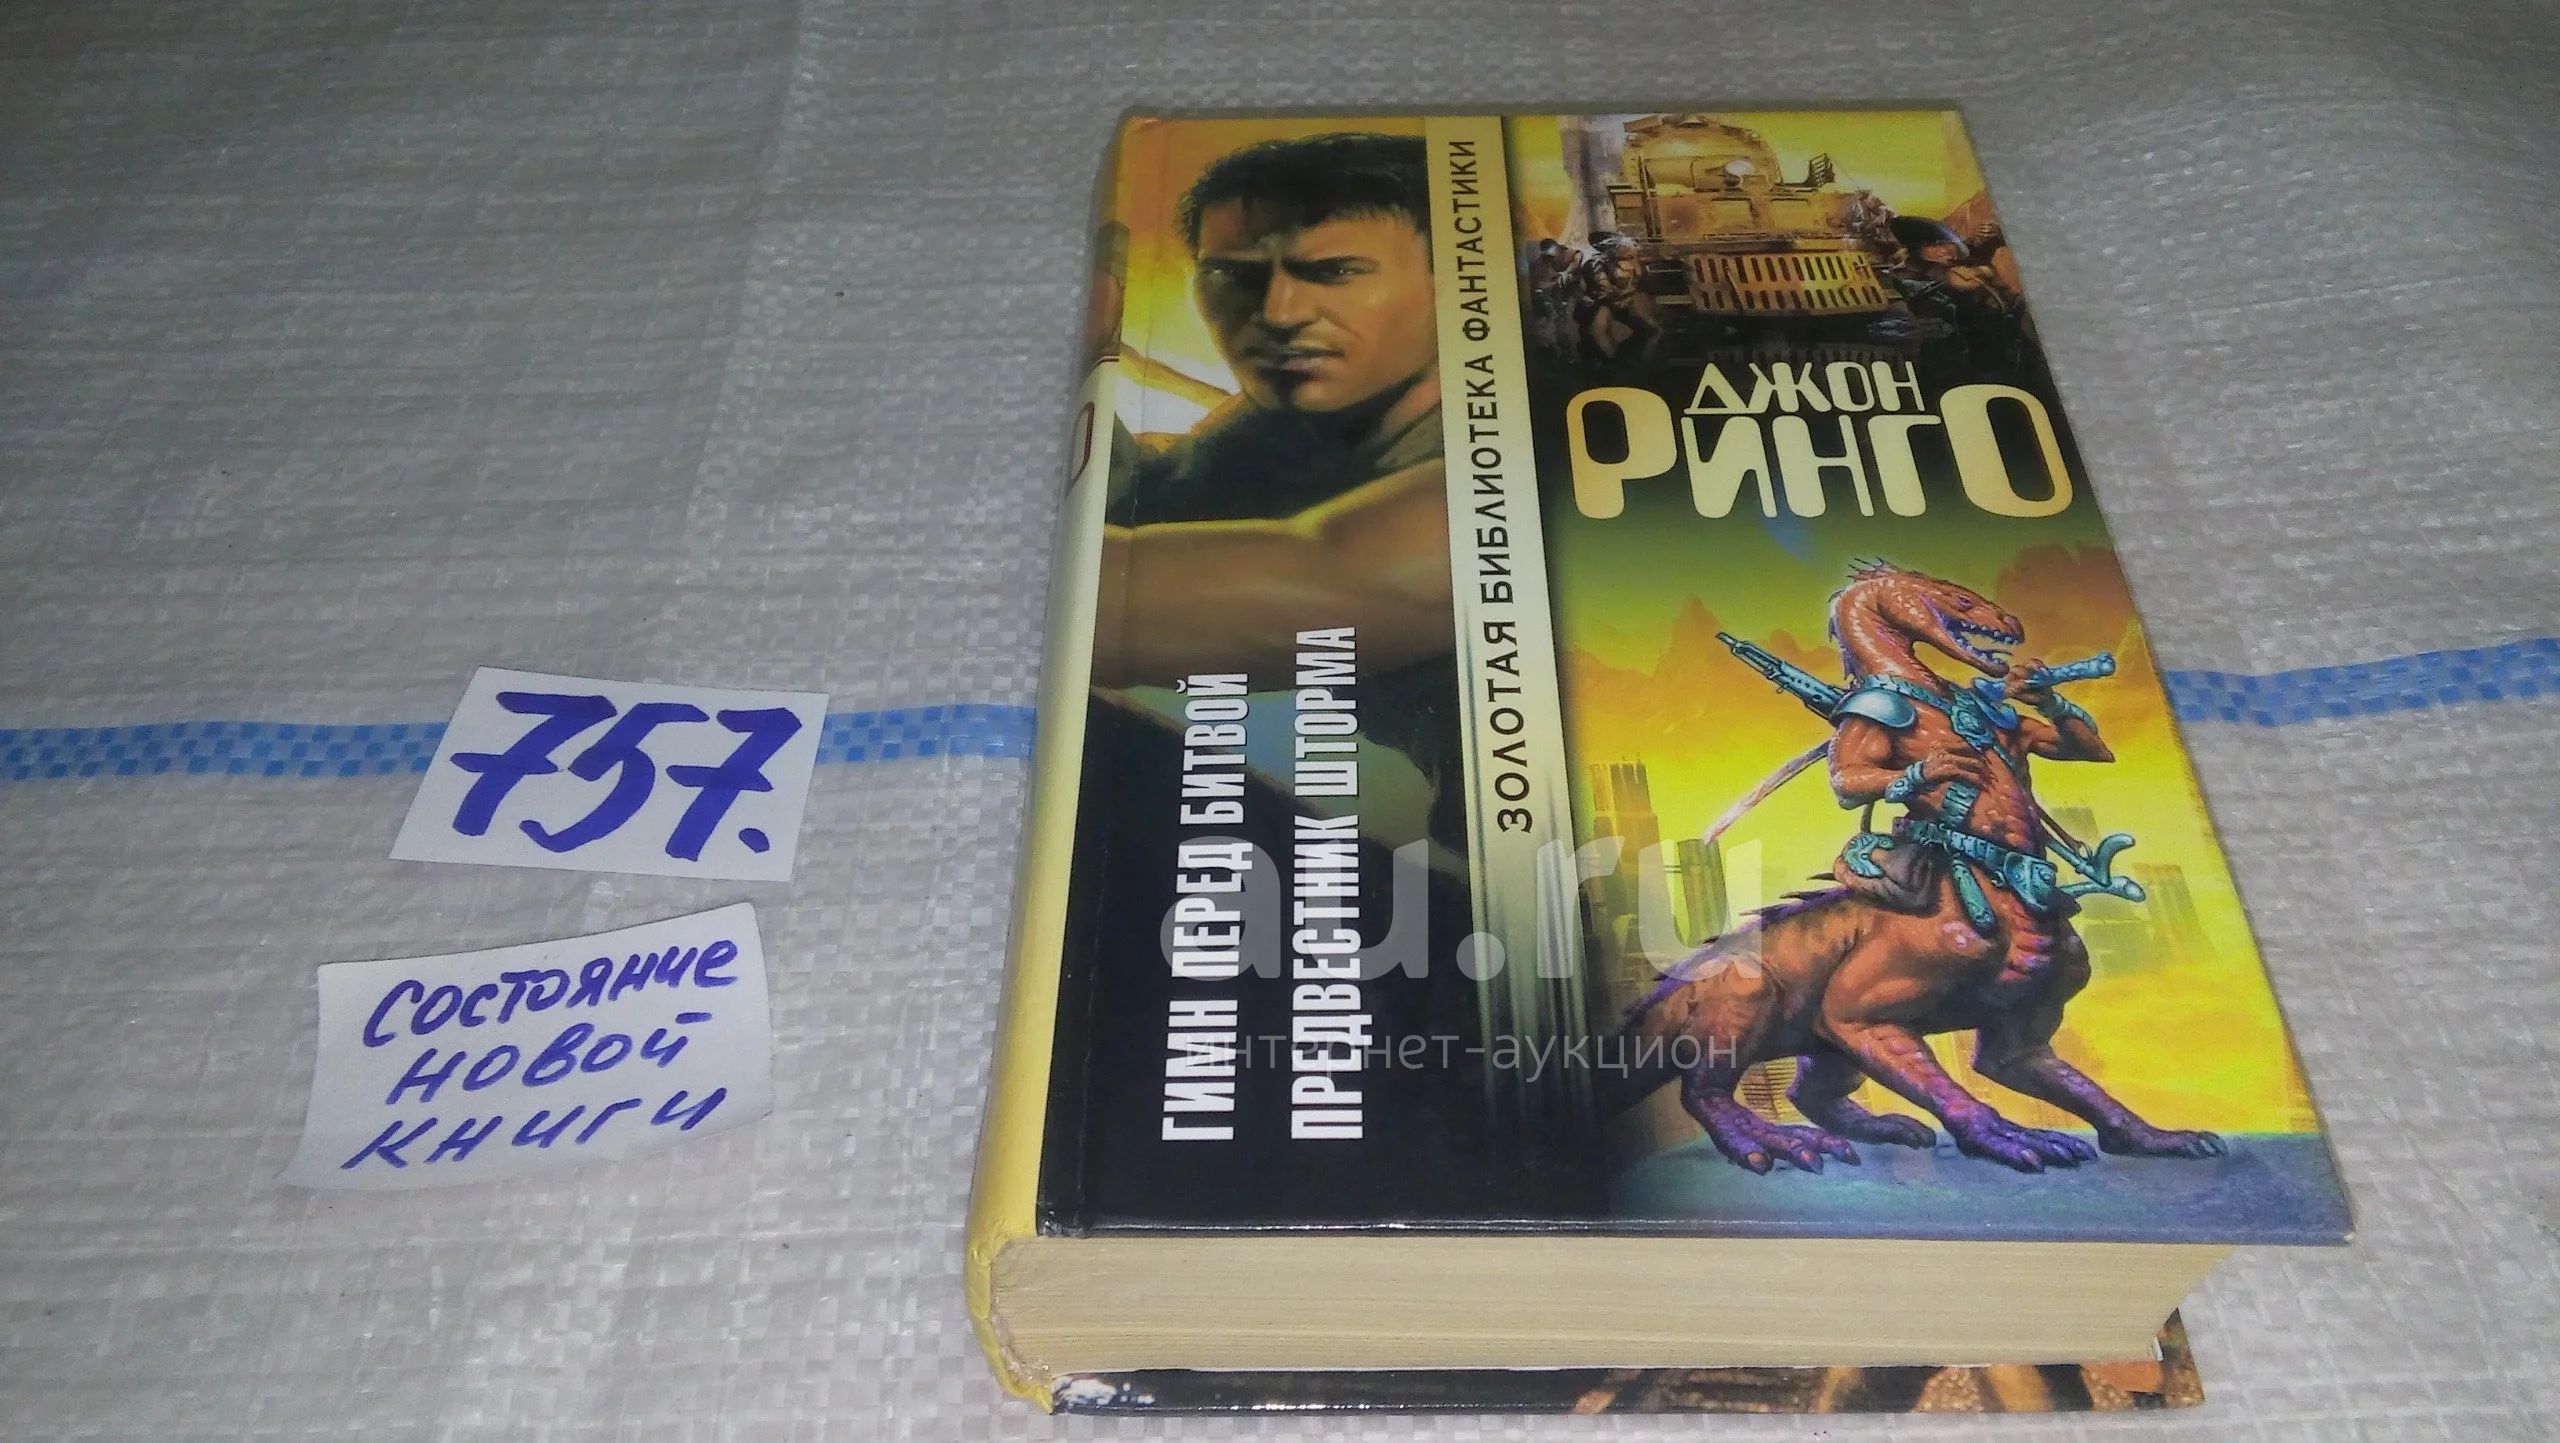 757.
состояние
новой
книги
ДЖОН
РИНГО
ЗОЛОТАЯ БИБЛИОТЕКА ФАНТАСТИКИ
ГИМН ПЕРЕД БИТВОЙ
ПРЕДВЕСТНИК ШТОРМА
au.ru
интернет-аукцион